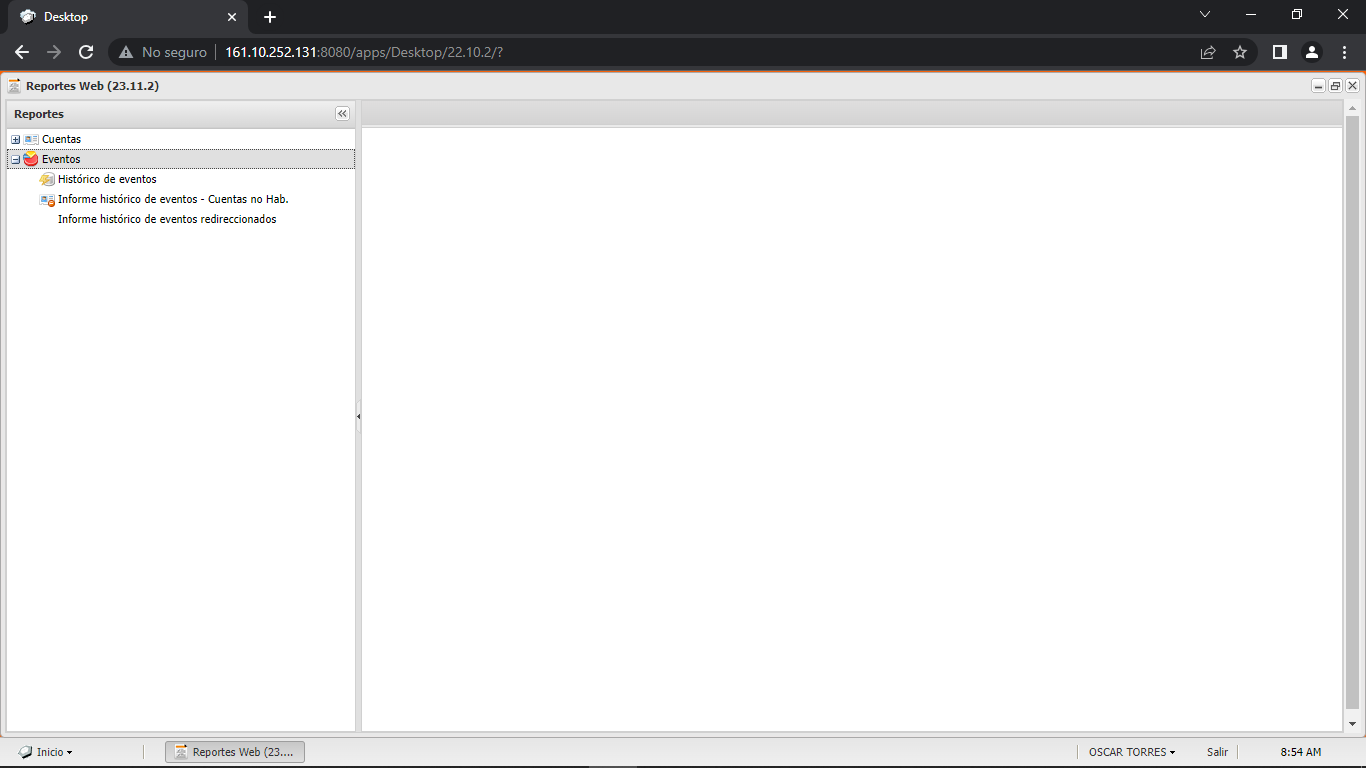 Desktop
No seguro
161.10.252.131:8080/apps/Desktop/22.10.2/?
Reportes Web (23.11.2)
Reportes
Cuentas
Eventos
Histórico de eventos
Informe histórico de eventos - Cuentas no Hab.
Informe histórico de eventos redireccionados
Inicio
Reportes Web (23....
OSCAR TORRES
Salir
8:54 AM